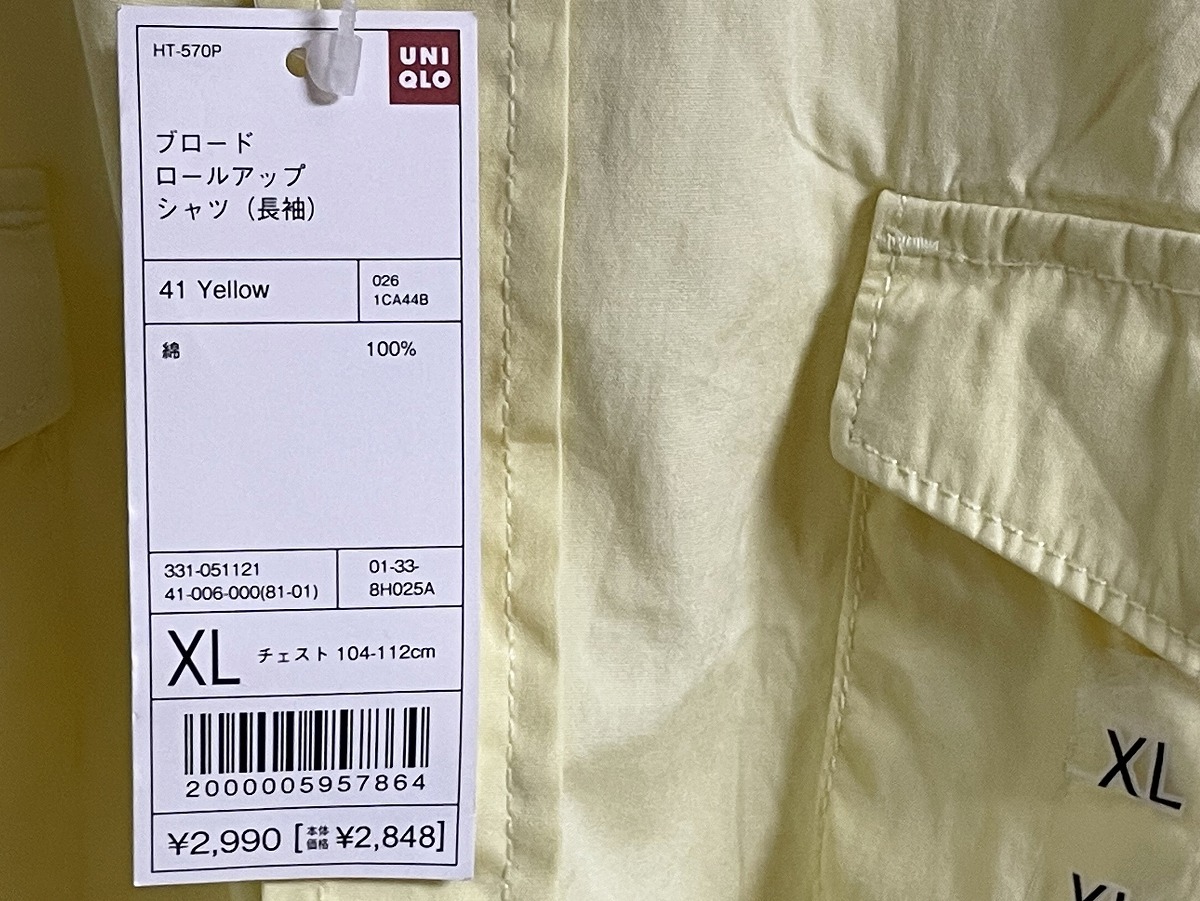 HT-570P
UNI
QLO
ブロード
ロールアップ
シャツ（長袖）
41 Yellow
026
1CA44B
綿 100%
331-051121
41-006-000(81-01)
01-33-
8H025A
XL チェスト 104-112cm
2000005957864
¥2,990 [本体価格 ¥2,848]
XL
XL